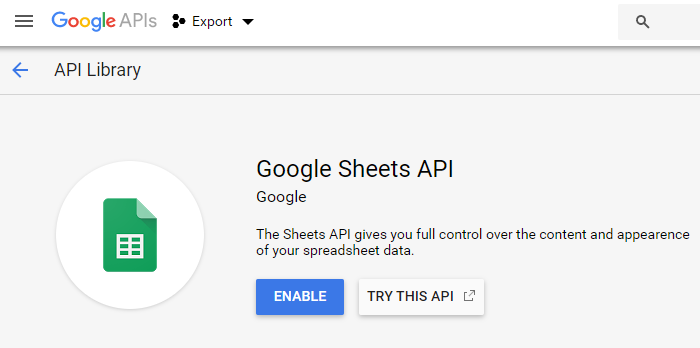 Google APIs Export
API Library
Google Sheets API
Google
The Sheets API gives you full control over the content and appearence
of your spreadsheet data.
ENABLE TRY THIS API